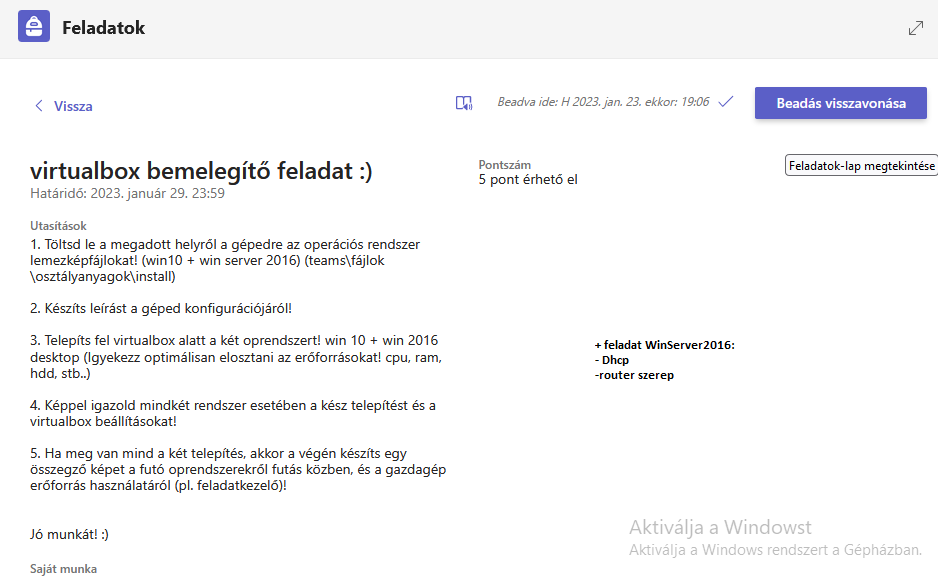 Feladatok
Vissza
Beadva ide: H 2023. jan. 23. ekkor: 19:06
Beadás visszavonása
virtualbox bemelegítő feladat :)
Határidő: 2023. január 29. 23:59
Pontszám
5 pont érhető el
Feladatok-lap megtekintése
Utasítások
1. Töltsd le a megadott helyről a gépedre az operációs rendszer
lemezképfájlokat! (win10 + win server 2016) (teams\fájlok
\osztályanyagok\install)
2. Készíts leírást a géped konfigurációjáról!
3. Telepíts fel virtualbox alatt a két oprendszert! win 10 + win 2016
desktop (Igyekezz optimálisan elosztani az erőforrásokat! cpu, ram,
hdd, stb..)
4. Képpel igazold mindkét rendszer esetében a kész telepítést és a
virtualbox beállításokat!
5. Ha meg van mind a két telepítés, akkor a végén készíts egy
összegző képet a futó oprendszerekről futás közben, és a gazdagép
erőforrás használatáról (pl. feladatkezelő)!
Jó munkát! :)
Saját munka
+ feladat WinServer2016:
- Dhcp
-router szerep
Aktiválja a Windowst
Aktiválja a Windows rendszert a Gépházban.